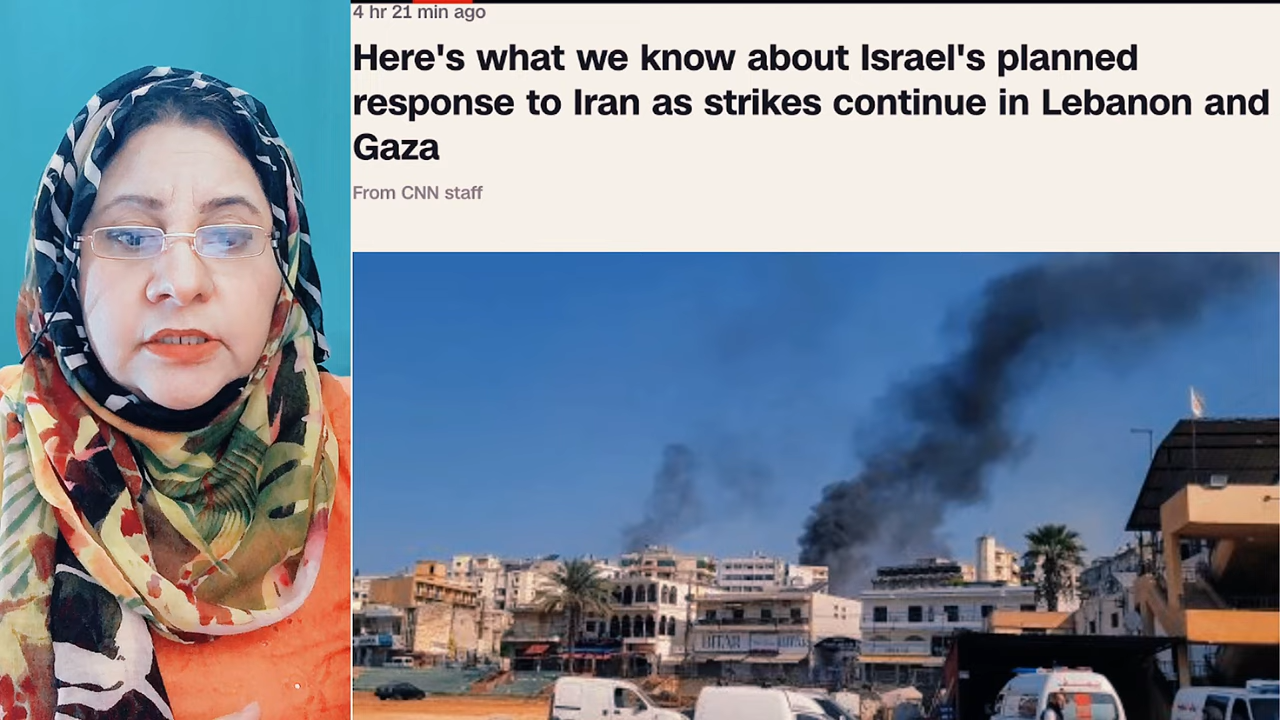 4 hr 21 min ago
Here's what we know about Israel's planned
response to Iran as strikes continue in Lebanon and
Gaza
From CNN staff
BITAR